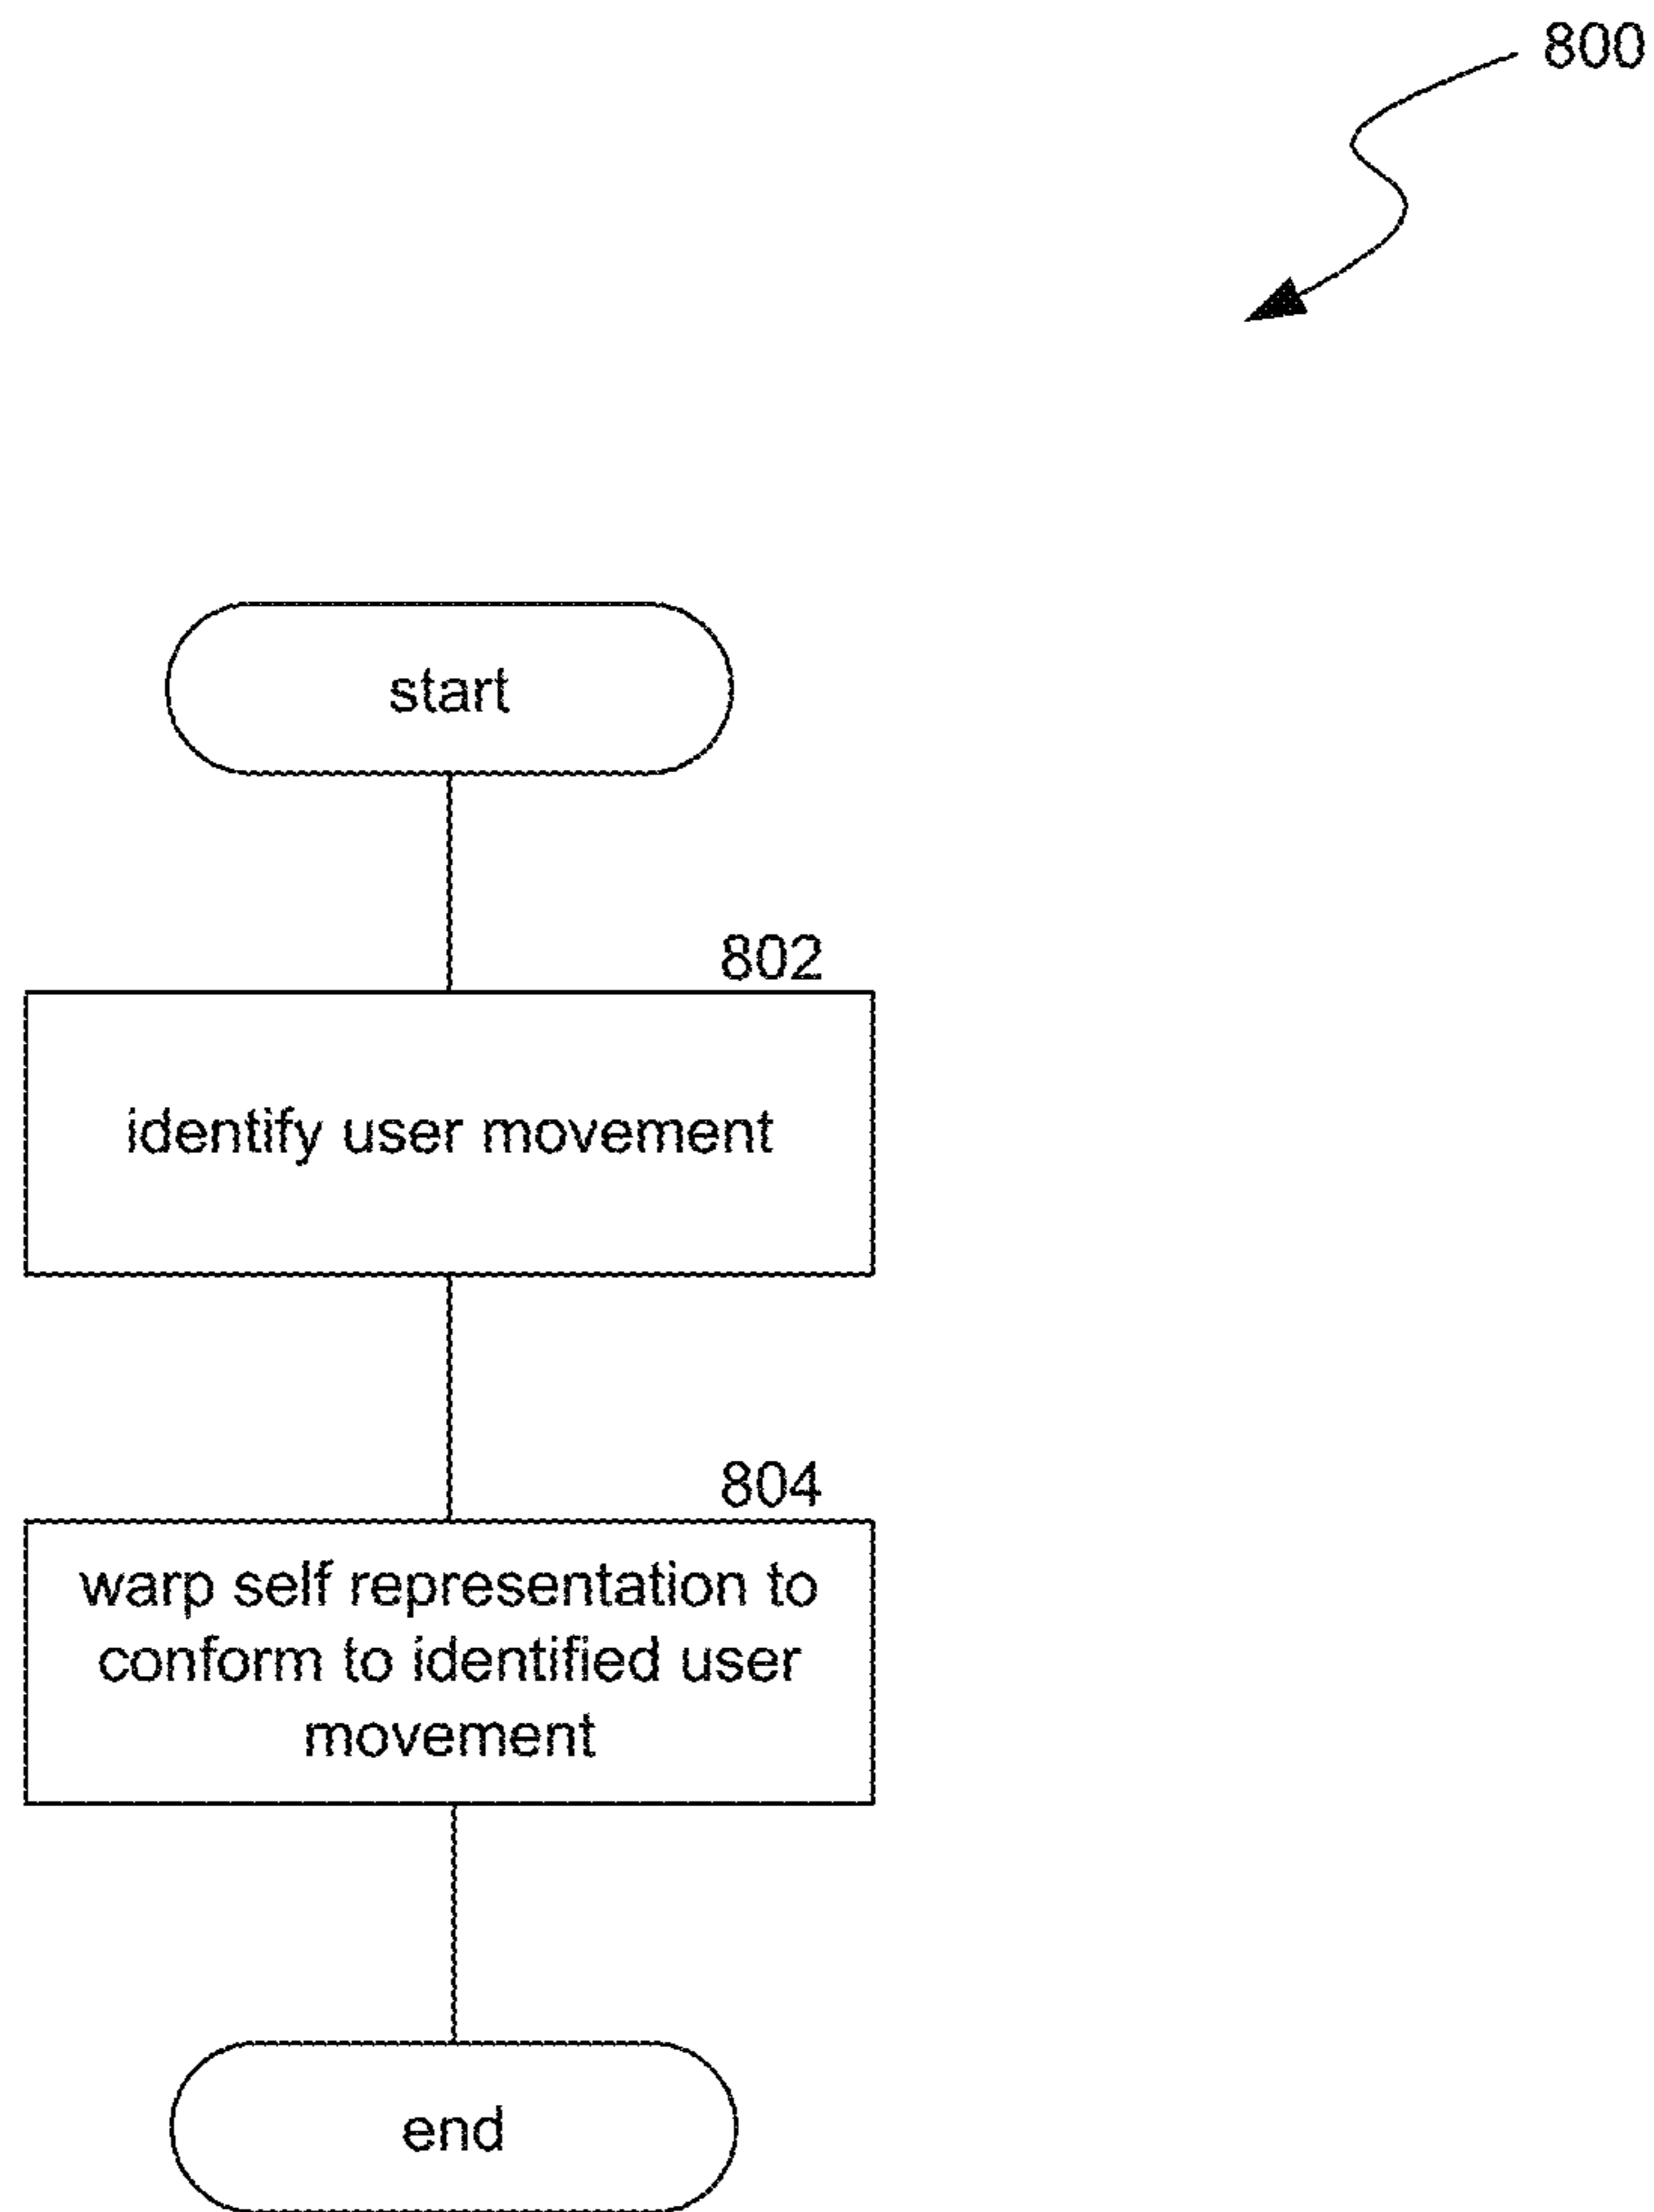 800
start
802
identify user movement
804
warp self representation to
conform to identified user
movement
end